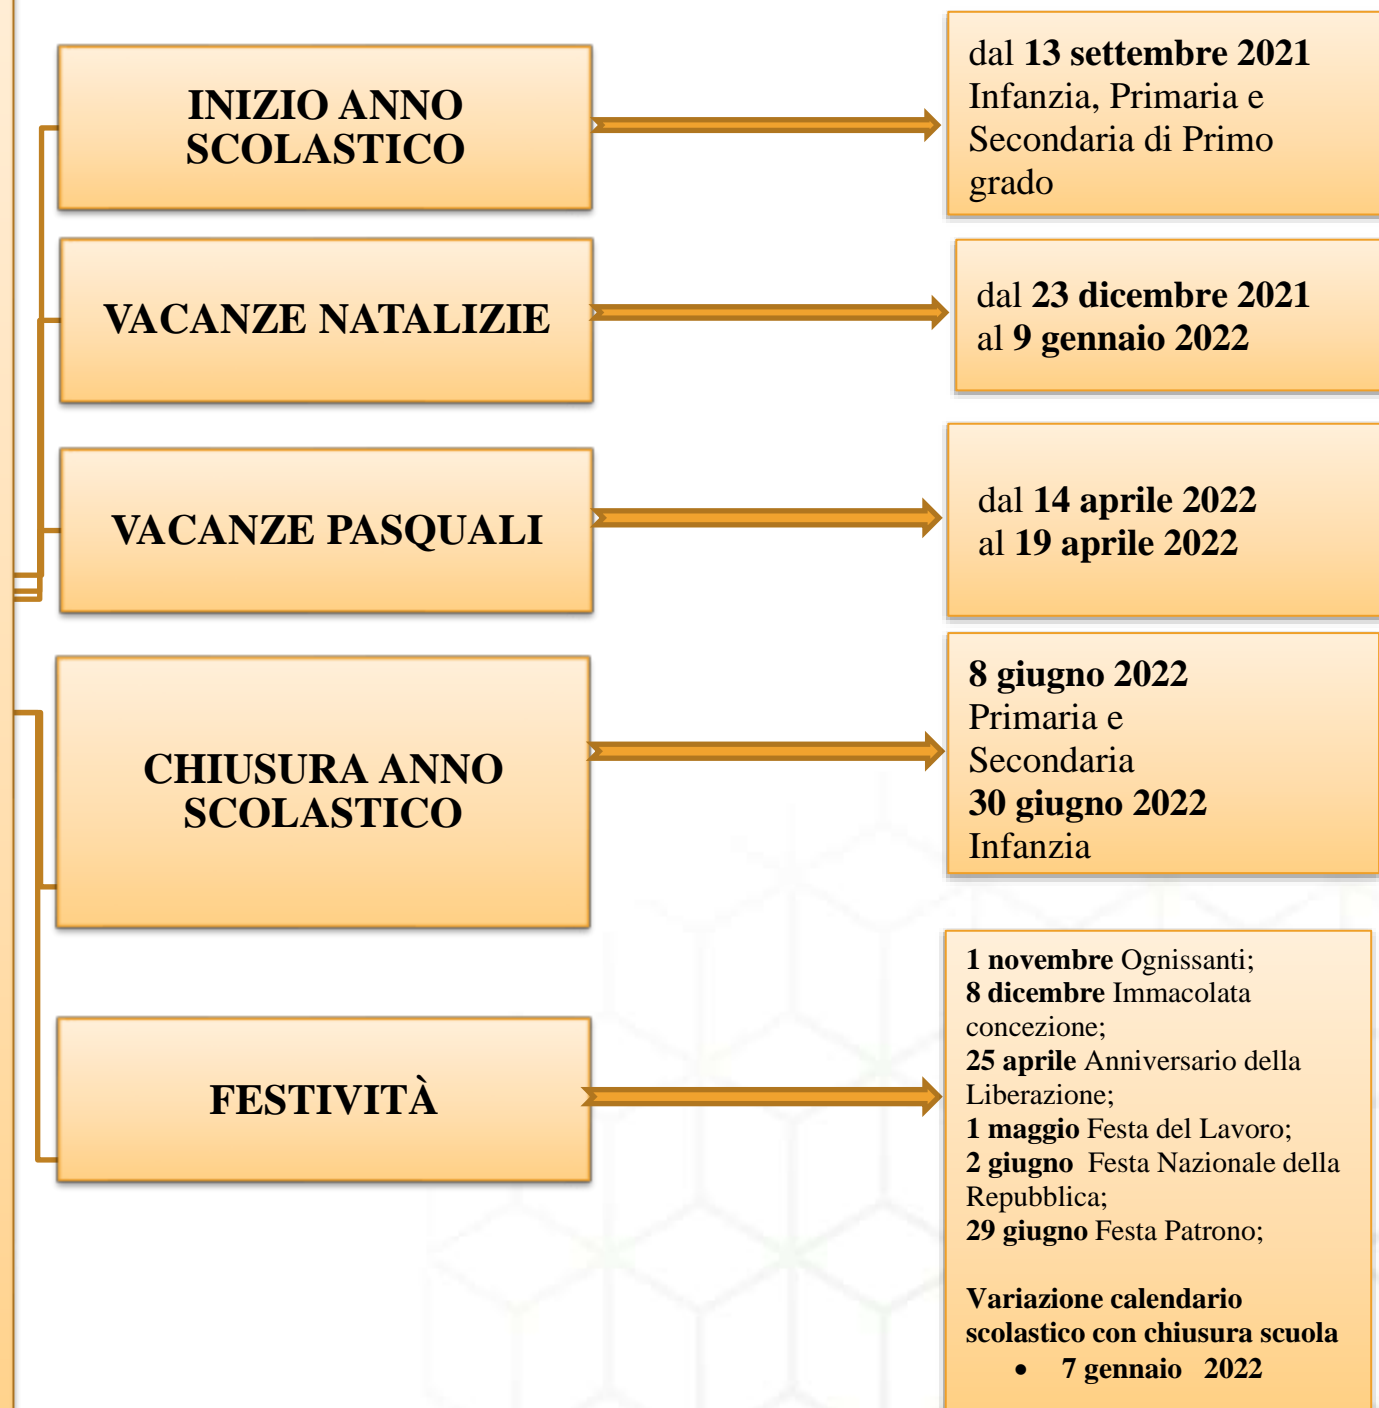 INIZIO ANNO
SCOLASTICO
dal 13 settembre 2021
Infanzia, Primaria e
Secondaria di Primo
grado
VACANZE NATALIZIE
dal 23 dicembre 2021
al 9 gennaio 2022
VACANZE PASQUALI
dal 14 aprile 2022
al 19 aprile 2022
CHIUSURA ANNO
SCOLASTICO
8 giugno 2022
Primaria e
Secondaria
30 giugno 2022
Infanzia
FESTIVITÀ
1 novembre Ognissanti;
8 dicembre Immacolata
concezione;
25 aprile Anniversario della
Liberazione;
1 maggio Festa del Lavoro;
2 giugno Festa Nazionale della
Repubblica;
29 giugno Festa Patrono;
Variazione calendario
scolastico con chiusura scuola
• 7 gennaio 2022